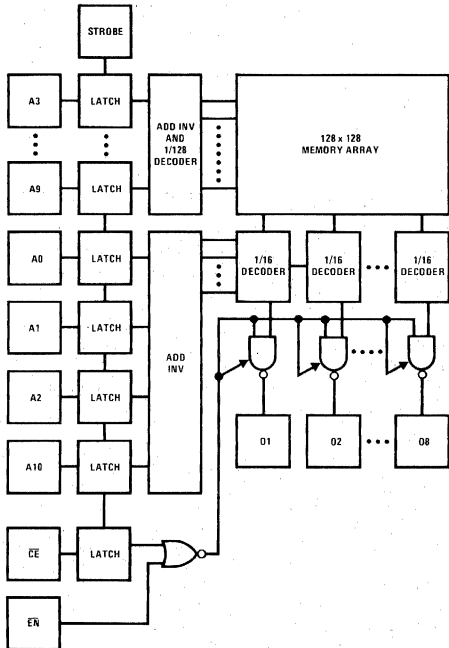 STROBE
A3
LATCH
ADD INV
AND
1/128
DECODER
128 x 128
MEMORY ARRAY
A9
LATCH
A0
LATCH
1/16
DECODER
1/16
DECODER
1/16
DECODER
A1
LATCH
ADD
INV
A2
LATCH
A10
LATCH
O1
O2
O8
C̅E̅
LATCH
E̅N̅